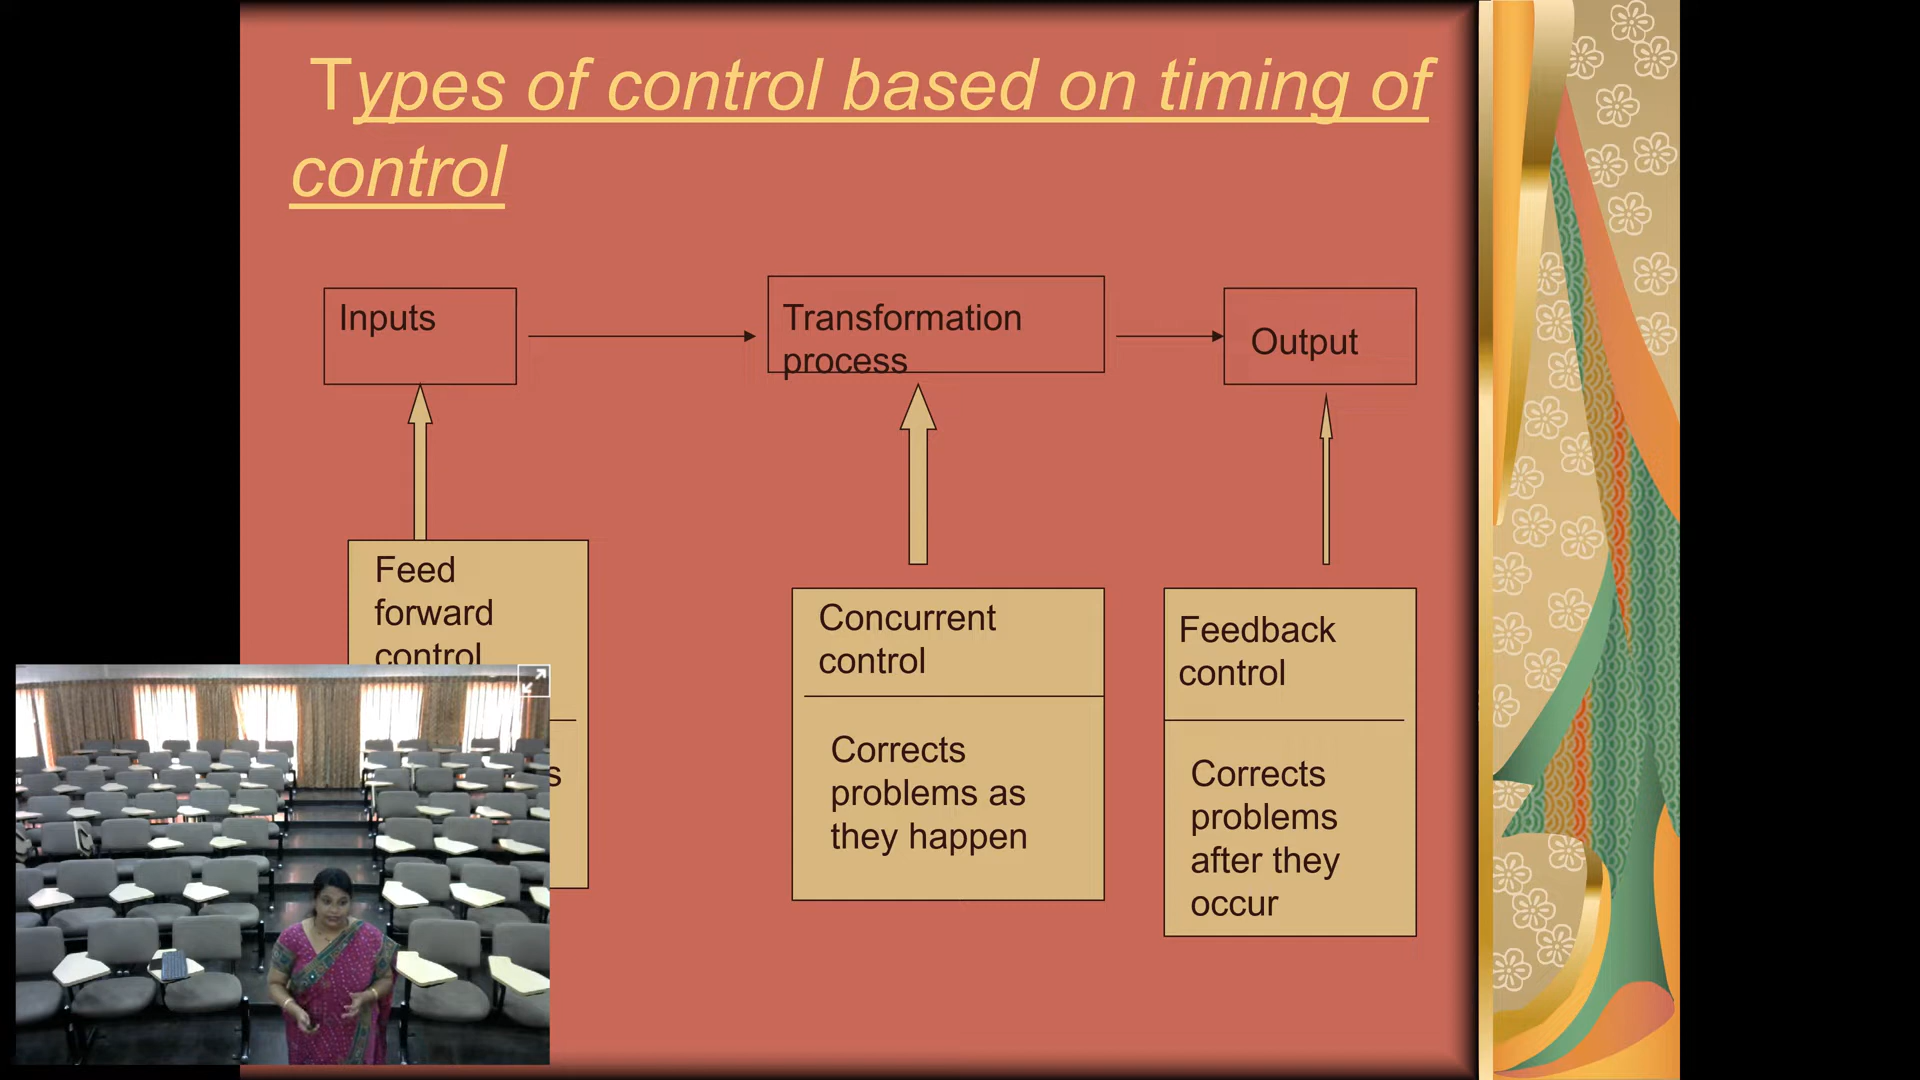 Types of control based on timing of
control
Inputs
Transformation
process
Output
Feed
forward
control
Concurrent
control
Corrects
problems as
they happen
Feedback
control
Corrects
problems
after they
occur